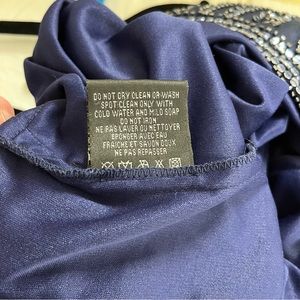 DO NOT DRY CLEAN OR WASH
SPOT CLEAN ONLY WITH
COLD WATER AND MILD SOAP
DO NOT IRON
NE PAS LAVER OU NETTOYER
SPONGER AVEC EAU
FRAICHE ET SAVON DOUX
NE PAS REPASSER